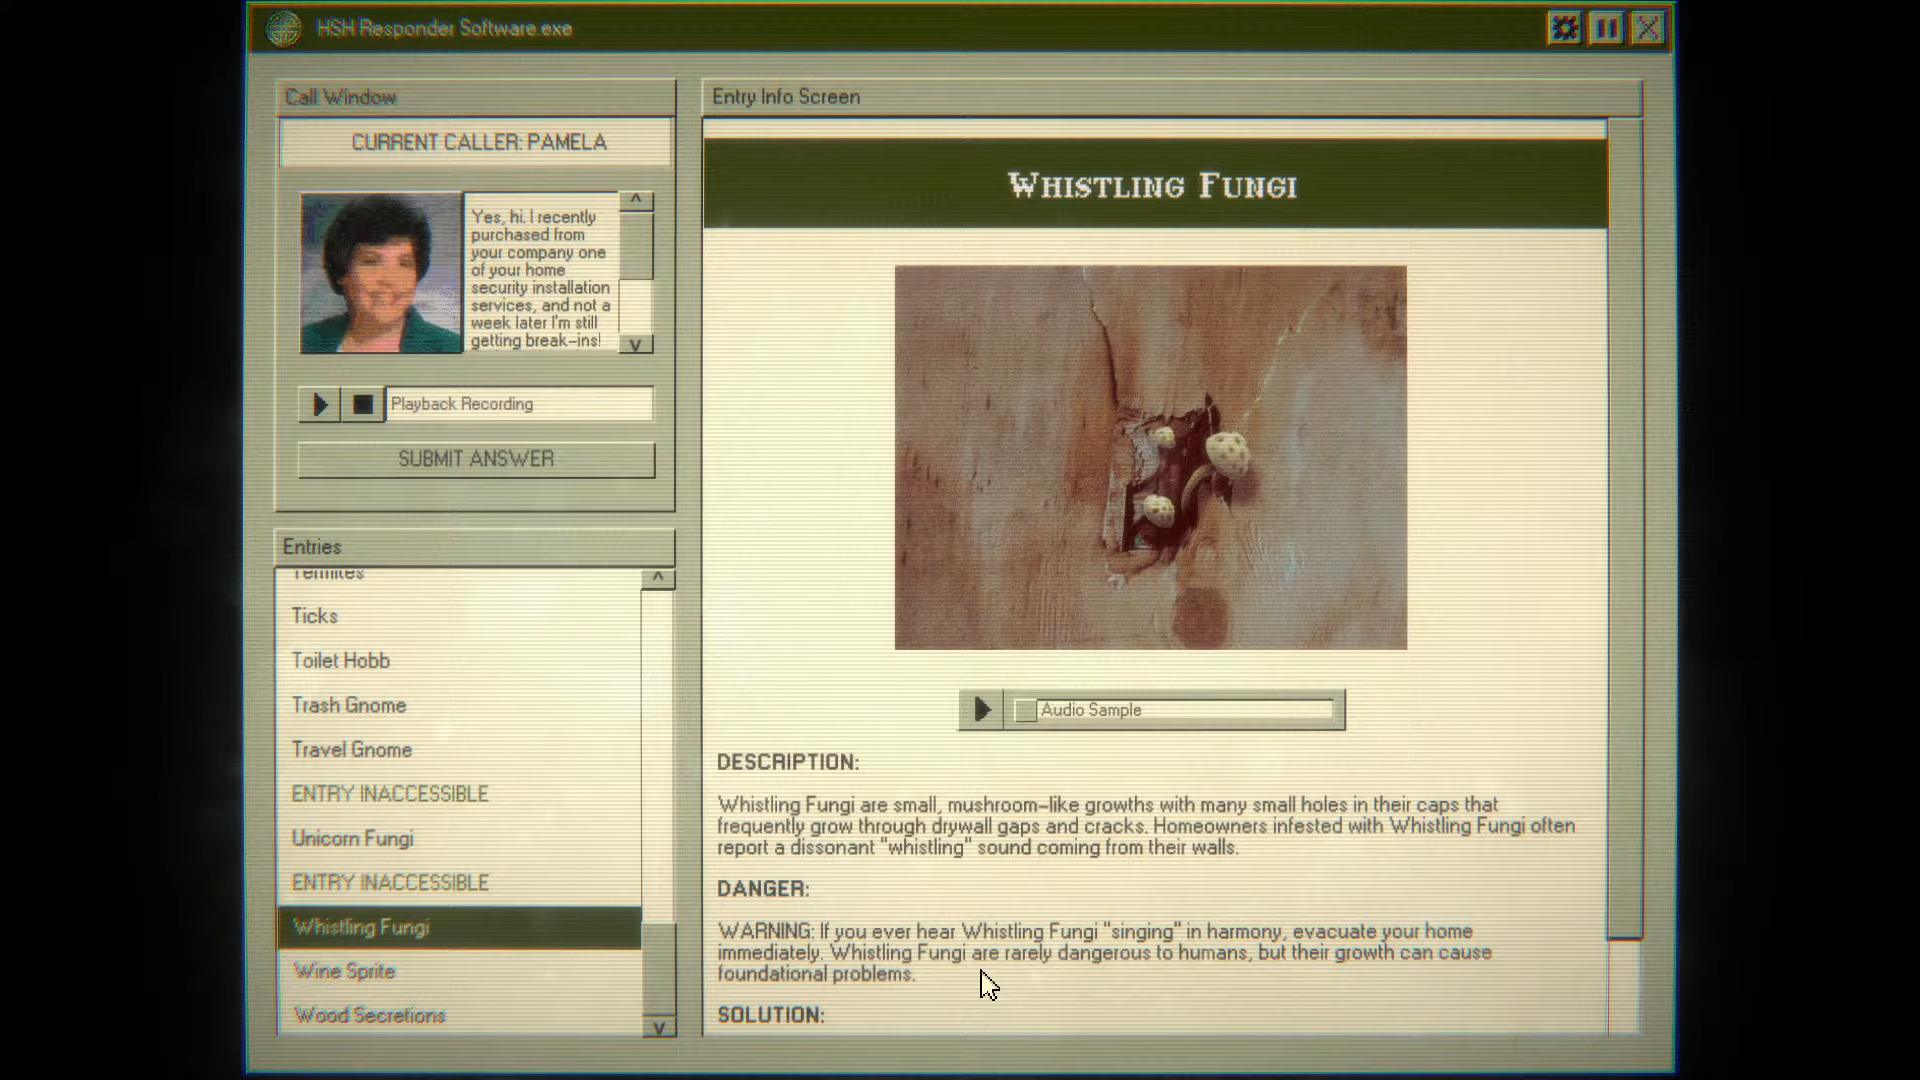 HSH Responder Software.exe
Call Window
CURRENT CALLER: PAMELA
Yes, hi. I recently
purchased from
your company one
of your home
security installation
services, and not a
week later I'm still
getting break-ins!
Playback Recording
SUBMIT ANSWER
Entries
Termites
Ticks
Toilet Hobb
Trash Gnome
Travel Gnome
ENTRY INACCESSIBLE
Unicorn Fungi
ENTRY INACCESSIBLE
Whistling Fungi
Wine Sprite
Wood Secretions
Entry Info Screen
Whistling Fungi
Audio Sample
DESCRIPTION:
Whistling Fungi are small, mushroom-like growths with many small holes in their caps that
frequently grow through drywall gaps and cracks. Homeowners infested with Whistling Fungi often
report a dissonant "whistling" sound coming from their walls.
DANGER:
WARNING: If you ever hear Whistling Fungi "singing" in harmony, evacuate your home
immediately. Whistling Fungi are rarely dangerous to humans, but their growth can cause
foundational problems.
SOLUTION: